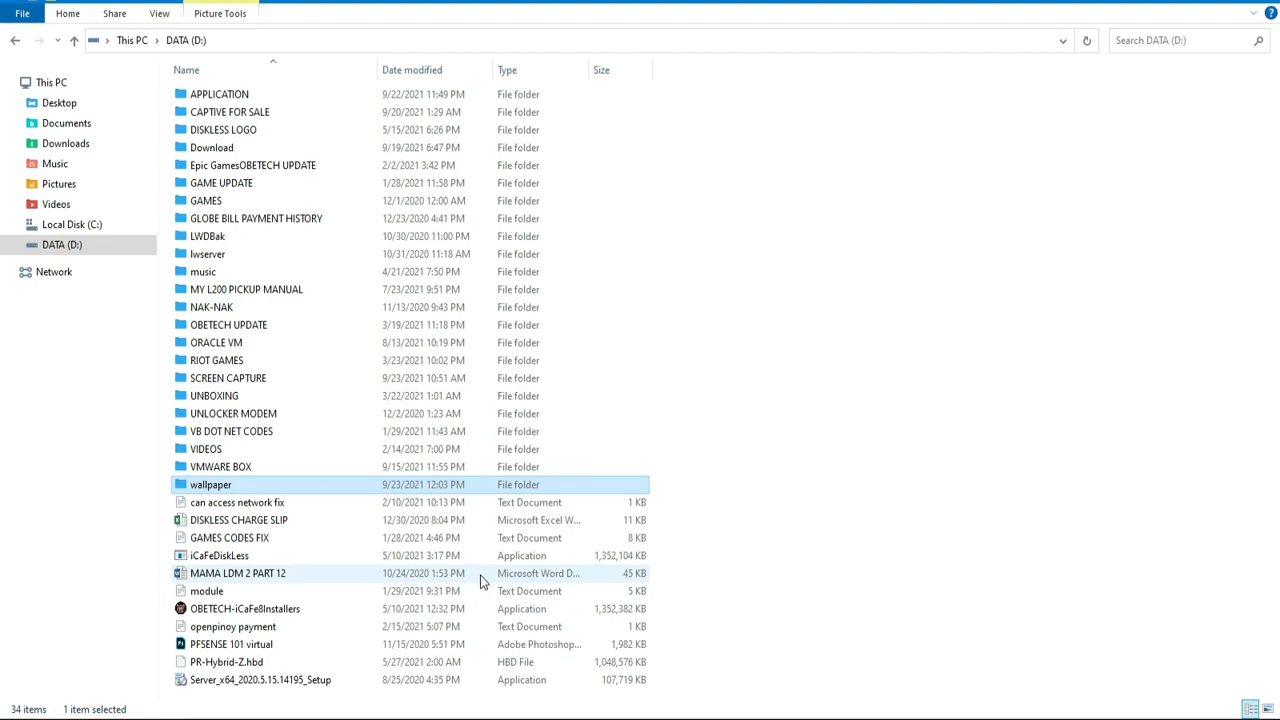 File Home Share View Picture Tools
This PC DATA (D:) Search DATA (D:)
Name Date modified Type Size
This PC
Desktop
Documents
Downloads
Music
Pictures
Videos
Local Disk (C:)
DATA (D:)
Network
APPLICATION 9/22/2021 11:49 PM File folder
CAPTIVE FOR SALE 9/20/2021 1:29 AM File folder
DISKLESS LOGO 5/15/2021 6:26 PM File folder
Download 9/19/2021 6:47 PM File folder
Epic GamesOBETECH UPDATE 2/2/2021 3:42 PM File folder
GAME UPDATE 1/28/2021 11:58 PM File folder
GAMES 12/1/2020 12:00 AM File folder
GLOBE BILL PAYMENT HISTORY 12/23/2020 4:41 PM File folder
LWDBak 10/30/2020 11:00 PM File folder
lwserver 10/31/2020 11:18 AM File folder
music 4/21/2021 7:50 PM File folder
MY L200 PICKUP MANUAL 7/23/2021 9:51 PM File folder
NAK-NAK 11/13/2020 9:43 PM File folder
OBETECH UPDATE 3/19/2021 11:18 PM File folder
ORACLE VM 8/13/2021 10:19 PM File folder
RIOT GAMES 3/23/2021 10:02 PM File folder
SCREEN CAPTURE 9/23/2021 10:51 AM File folder
UNBOXING 3/22/2021 1:01 AM File folder
UNLOCKER MODEM 12/2/2020 1:23 AM File folder
VB DOT NET CODES 1/29/2021 11:43 AM File folder
VIDEOS 2/14/2021 7:00 PM File folder
VMWARE BOX 9/15/2021 11:55 PM File folder
wallpaper 9/23/2021 12:03 PM File folder
can access network fix 2/10/2021 10:13 PM Text Document 1 KB
DISKLESS CHARGE SLIP 12/30/2020 8:04 PM Microsoft Excel W... 11 KB
GAMES CODES FIX 1/28/2021 4:46 PM Text Document 8 KB
iCaFeDiskLess 5/10/2021 3:17 PM Application 1,352,104 KB
MAMA LDM 2 PART 12 10/24/2020 1:53 PM Microsoft Word D... 45 KB
module 1/29/2021 9:31 PM Text Document 5 KB
OBETECH-iCaFe8Installers 5/10/2021 12:32 PM Application 1,352,382 KB
openpinoy payment 2/15/2021 5:07 PM Text Document 1 KB
PFSENSE 101 virtual 11/15/2020 5:51 PM Adobe Photoshop... 1,982 KB
PR-Hybrid-Z.hbd 5/27/2021 2:00 AM HBD File 1,048,576 KB
Server_x64_2020.5.15.14195_Setup 8/25/2020 4:35 PM Application 107,719 KB
34 items 1 item selected